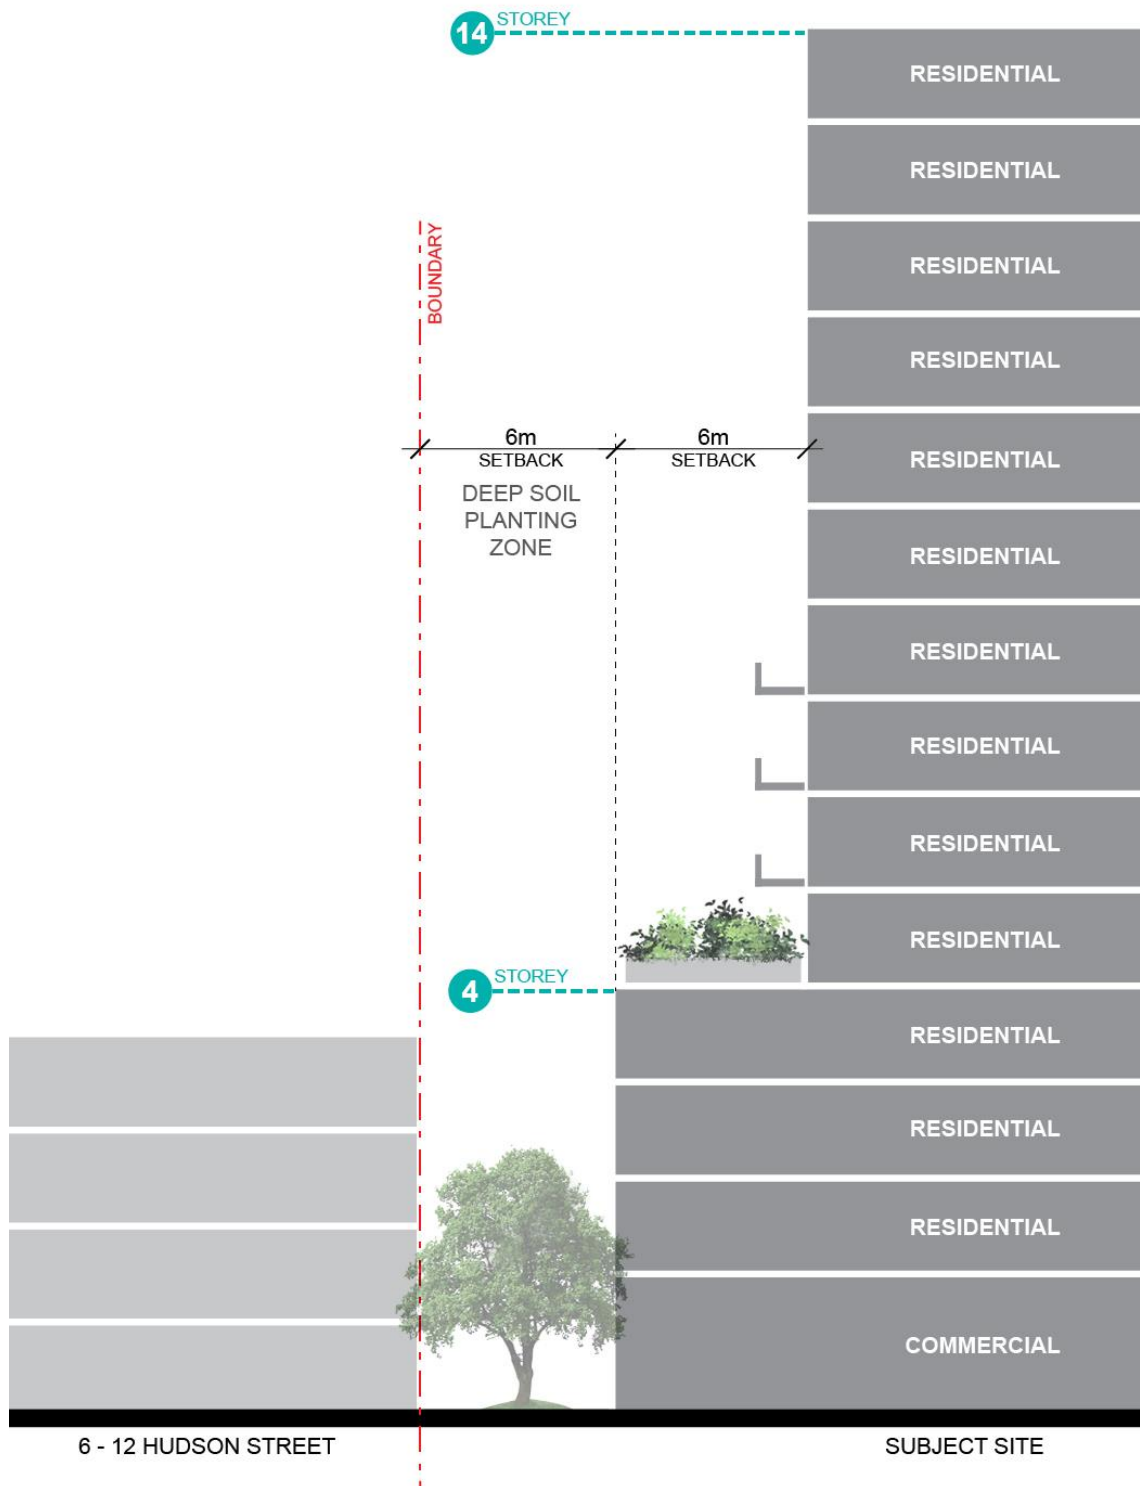 14 STOREY
RESIDENTIAL
RESIDENTIAL
BOUNDARY
RESIDENTIAL
RESIDENTIAL
6m
SETBACK
6m
SETBACK
RESIDENTIAL
DEEP SOIL
PLANTING
ZONE
RESIDENTIAL
RESIDENTIAL
RESIDENTIAL
RESIDENTIAL
RESIDENTIAL
4 STOREY
RESIDENTIAL
RESIDENTIAL
RESIDENTIAL
COMMERCIAL
6 - 12 HUDSON STREET
SUBJECT SITE